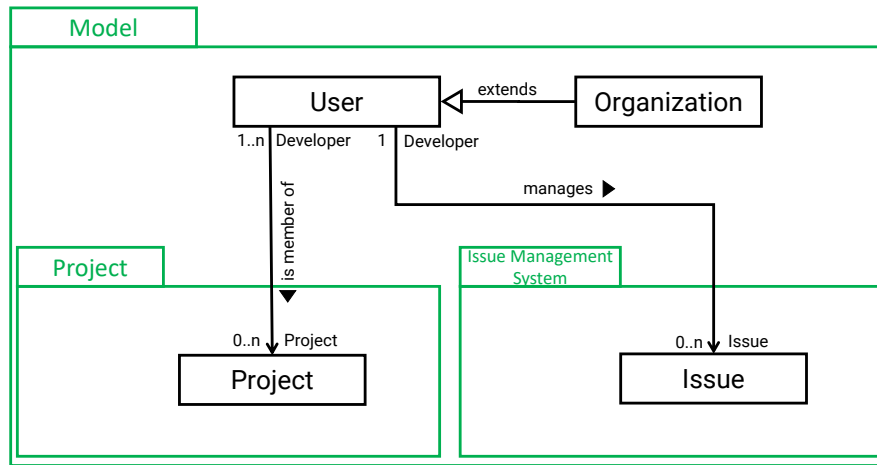 Model
User
extends
Organization
1..n Developer
1 Developer
manages
is member of
Project
Issue Management
System
0..n Project
0..n Issue
Project
Issue